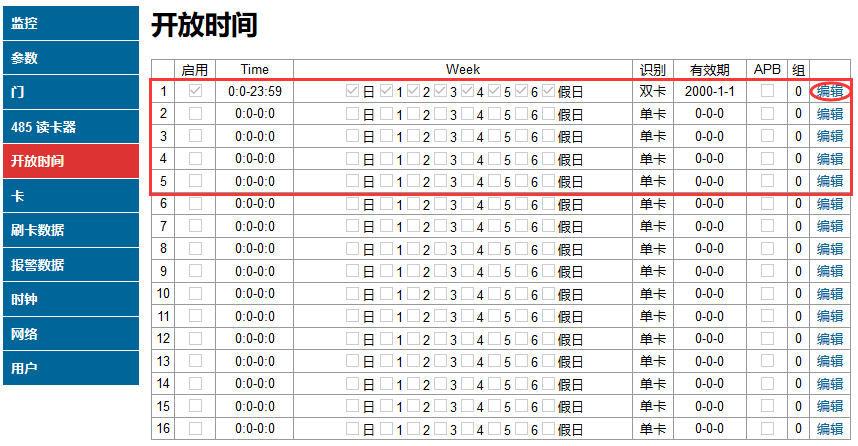 监控
参数
门
485 读卡器
开放时间
卡
刷卡数据
报警数据
时钟
网络
用户
开放时间
启用 Time Week 识别 有效期 APB 组
1 0:0-23:59 日 1 2 3 4 5 6 假日 双卡 2000-1-1 0 编辑
2 0:0-0:0 日 1 2 3 4 5 6 假日 单卡 0-0-0 0 编辑
3 0:0-0:0 日 1 2 3 4 5 6 假日 单卡 0-0-0 0 编辑
4 0:0-0:0 日 1 2 3 4 5 6 假日 单卡 0-0-0 0 编辑
5 0:0-0:0 日 1 2 3 4 5 6 假日 单卡 0-0-0 0 编辑
6 0:0-0:0 日 1 2 3 4 5 6 假日 单卡 0-0-0 0 编辑
7 0:0-0:0 日 1 2 3 4 5 6 假日 单卡 0-0-0 0 编辑
8 0:0-0:0 日 1 2 3 4 5 6 假日 单卡 0-0-0 0 编辑
9 0:0-0:0 日 1 2 3 4 5 6 假日 单卡 0-0-0 0 编辑
10 0:0-0:0 日 1 2 3 4 5 6 假日 单卡 0-0-0 0 编辑
11 0:0-0:0 日 1 2 3 4 5 6 假日 单卡 0-0-0 0 编辑
12 0:0-0:0 日 1 2 3 4 5 6 假日 单卡 0-0-0 0 编辑
13 0:0-0:0 日 1 2 3 4 5 6 假日 单卡 0-0-0 0 编辑
14 0:0-0:0 日 1 2 3 4 5 6 假日 单卡 0-0-0 0 编辑
15 0:0-0:0 日 1 2 3 4 5 6 假日 单卡 0-0-0 0 编辑
16 0:0-0:0 日 1 2 3 4 5 6 假日 单卡 0-0-0 0 编辑